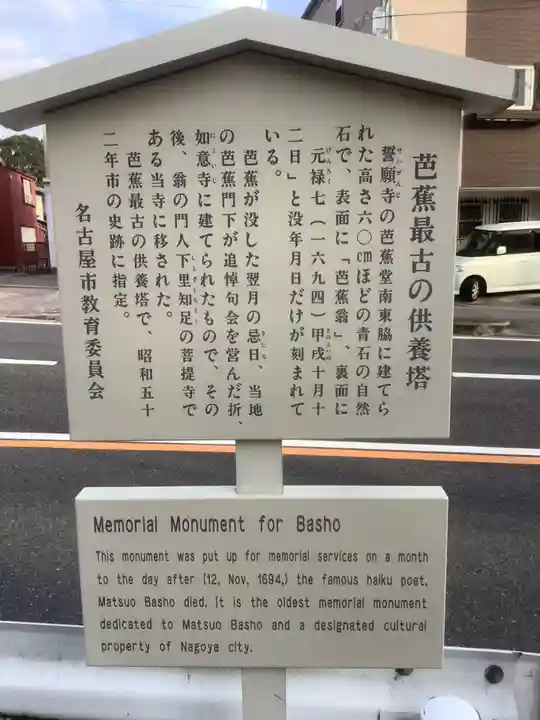 芭蕉最古の供養塔
誓願寺の芭蕉堂南東脇に建てら
れた高さ六〇cmほどの青石の自然
石で、表面に「芭蕉翁」、裏面に
元禄七(一六九四)甲戌十月十
二日」と没年月日だけが刻まれて
いる。
芭蕉が没した翌月の忌日、当地
の芭蕉門下が追悼句会を営んだ折、
如意寺に建てられたもので、その
後、翁の門人下里知足の菩提寺で
ある当寺に移された。
芭蕉最古の供養塔で、昭和五十
二年市の史跡に指定。
名古屋市教育委員会
Memorial Monument for Basho
This monument was put up for memorial services on a month
to the day after (12, Nov, 1694,) the famous haiku poet,
Matsuo Basho died. It is the oldest memorial monument
dedicated to Matsuo Basho and a designated cultural
property of Nagoya city.